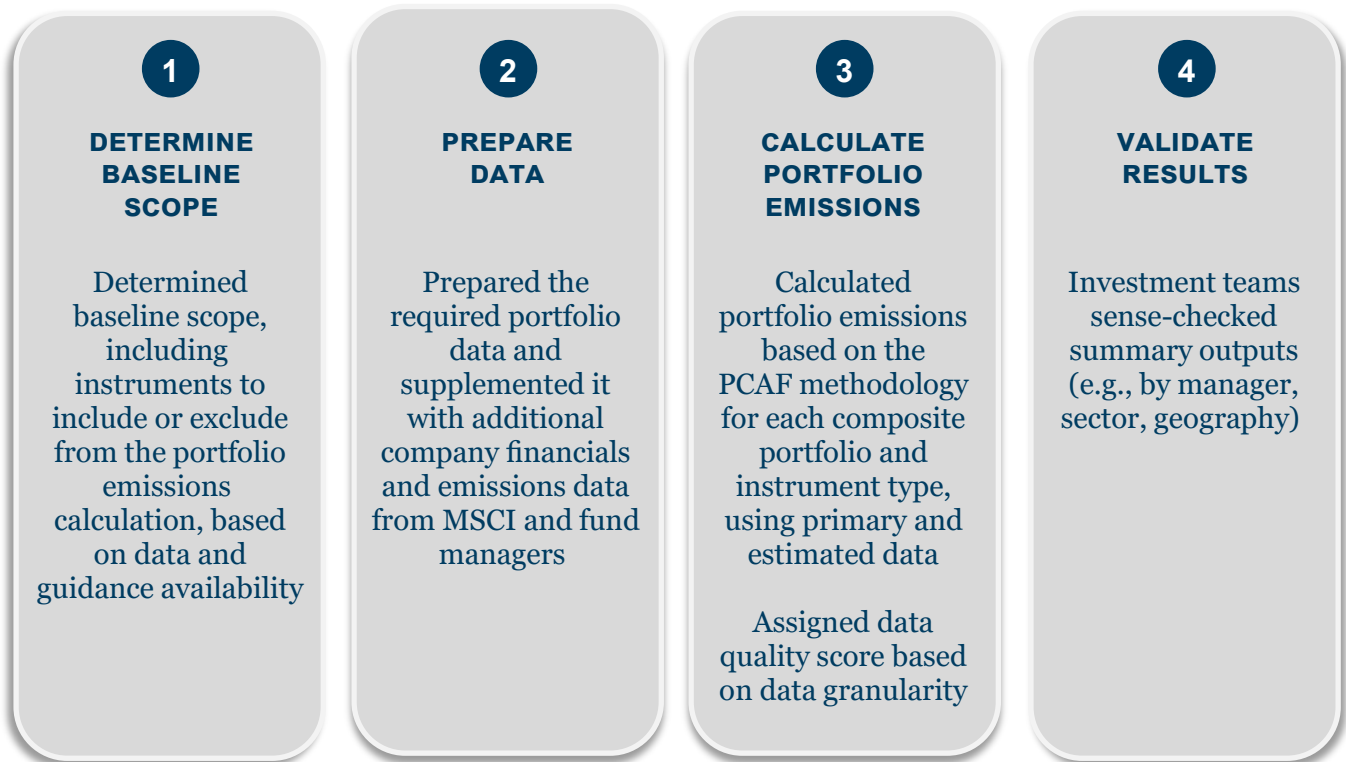 1
DETERMINE
BASELINE
SCOPE
Determined
baseline scope,
including
instruments to
include or exclude
from the portfolio
emissions
calculation, based
on data and
guidance availability
2
PREPARE
DATA
Prepared the
required portfolio
data and
supplemented it
with additional
company financials
and emissions data
from MSCI and fund
managers
3
CALCULATE
PORTFOLIO
EMISSIONS
Calculated
portfolio emissions
based on the
PCAF methodology
for each composite
portfolio and
instrument type,
using primary and
estimated data
Assigned data
quality score based
on data granularity
4
VALIDATE
RESULTS
Investment teams
sense-checked
summary outputs
(e.g., by manager,
sector, geography)